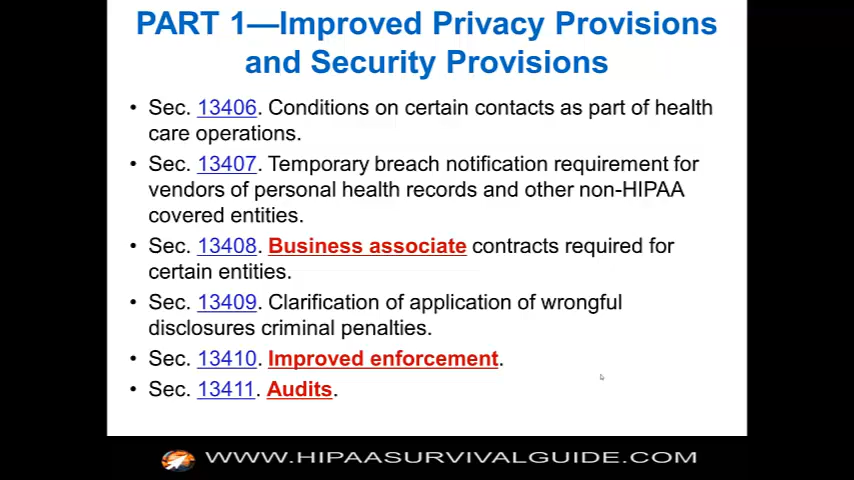 PART 1—Improved Privacy Provisions
and Security Provisions
• Sec. 13406. Conditions on certain contacts as part of health
care operations.
• Sec. 13407. Temporary breach notification requirement for
vendors of personal health records and other non-HIPAA
covered entities.
• Sec. 13408. Business associate contracts required for
certain entities.
• Sec. 13409. Clarification of application of wrongful
disclosures criminal penalties.
• Sec. 13410. Improved enforcement.
• Sec. 13411. Audits.
WWW.HIPAASURVIVALGUIDE.COM